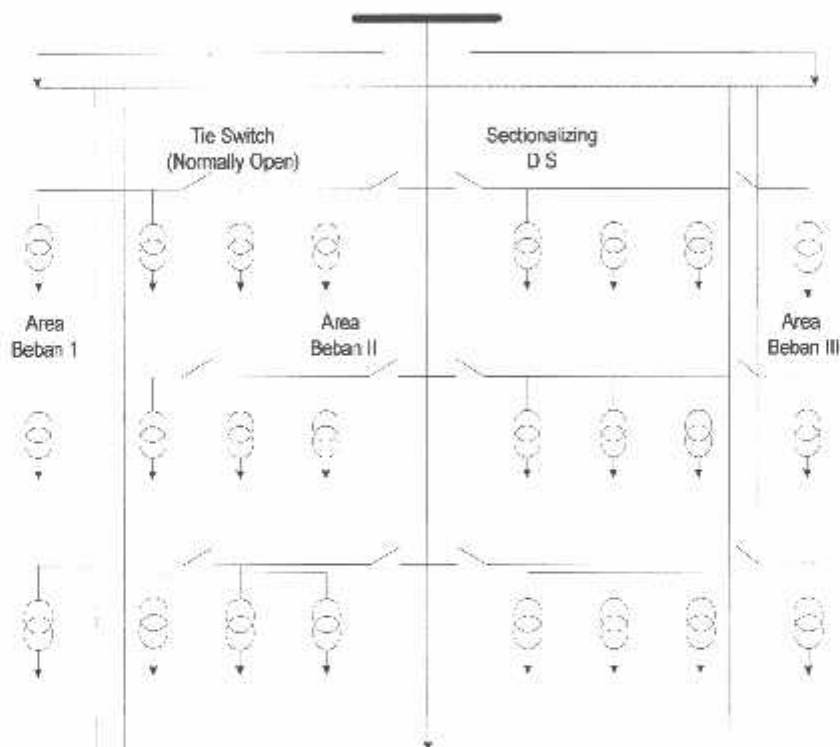 Tie Switch
(Normally Open)
Sectionalizing
D S
Area
Beban 1
Area
Beban II
Area
Beban III